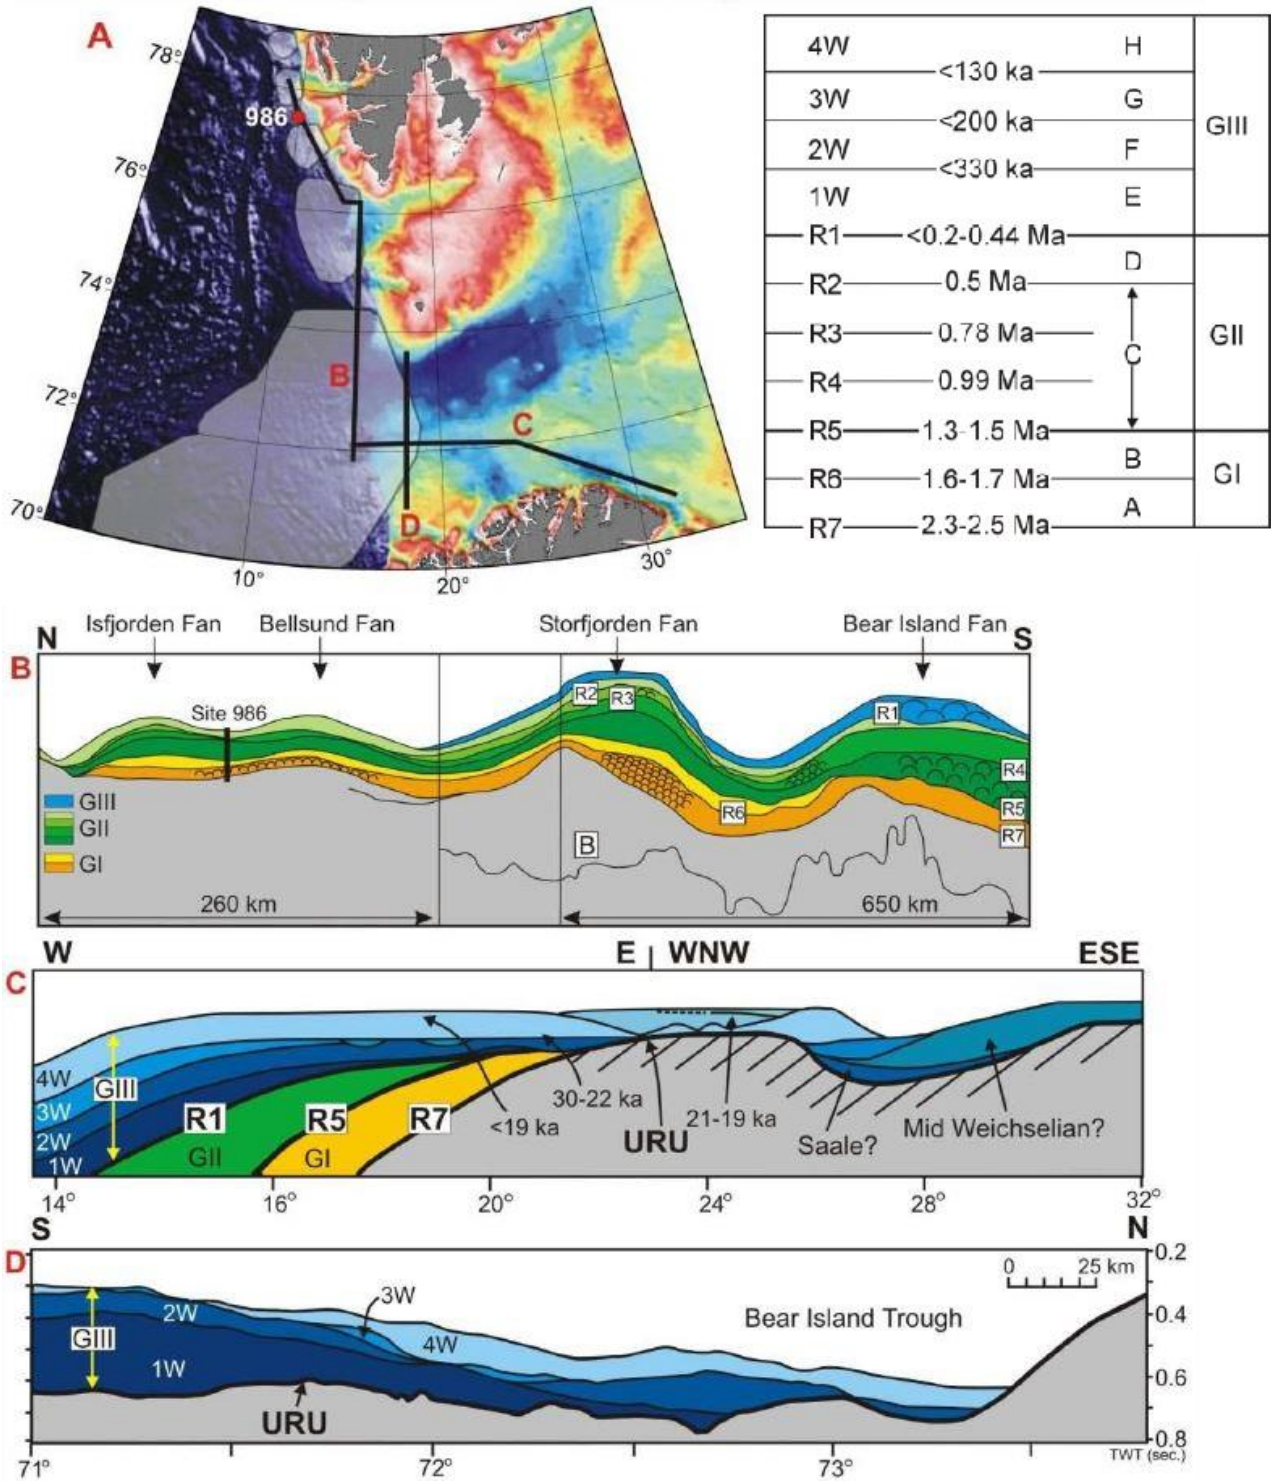 A
78°
76°
74°
72°
70°
10°
20°
30°
986
B
C
D
4W H
<130 ka
3W G
<200 ka GIII
2W F
<330 ka
1W E
R1 <0.2-0.44 Ma
D
R2 0.5 Ma
R3 0.78 Ma
C GII
R4 0.99 Ma
R5 1.3-1.5 Ma
B
R6 1.6-1.7 Ma GI
A
R7 2.3-2.5 Ma
Isfjorden Fan Bellsund Fan Storfjorden Fan Bear Island Fan
N S
B
Site 986
R2 R3 R1
R4
R5
R6
R7
GIII
GII
GI
B
260 km 650 km
W E WNW ESE
C
4W
3W
2W
1W
GIII
R1 R5 R7
GII GI
<19 ka
30-22 ka
URU
21-19 ka
Saale?
Mid Weichselian?
14° 16° 20° 24° 28° 32°
S N
D
GIII
2W
1W
3W
4W
URU
Bear Island Trough
0 25 km
0.2
0.4
0.6
0.8
TWT (sec.)
71° 72° 73°